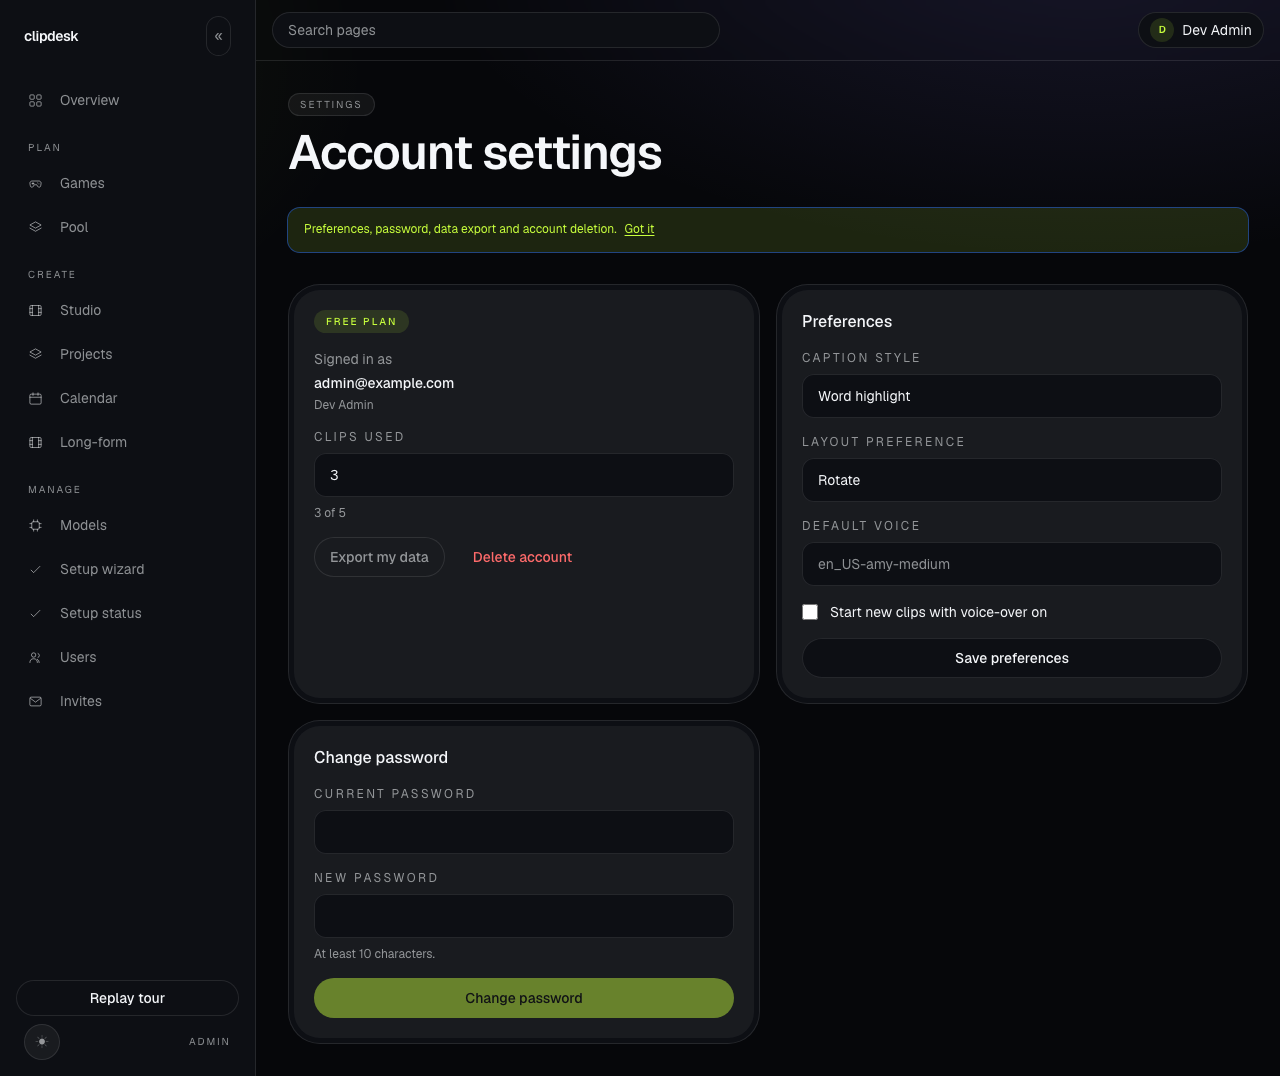 clipdesk
«
Search pages
D
Dev Admin
Overview
PLAN
Games
Pool
CREATE
Studio
Projects
Calendar
Long-form
MANAGE
Models
Setup wizard
Setup status
Users
Invites
Replay tour
ADMIN
SETTINGS
Account settings
Preferences, password, data export and account deletion. Got it
FREE PLAN
Signed in as
admin@example.com
Dev Admin
CLIPS USED
3
3 of 5
Export my data
Delete account
Preferences
CAPTION STYLE
Word highlight
LAYOUT PREFERENCE
Rotate
DEFAULT VOICE
en_US-amy-medium
Start new clips with voice-over on
Save preferences
Change password
CURRENT PASSWORD
NEW PASSWORD
At least 10 characters.
Change password